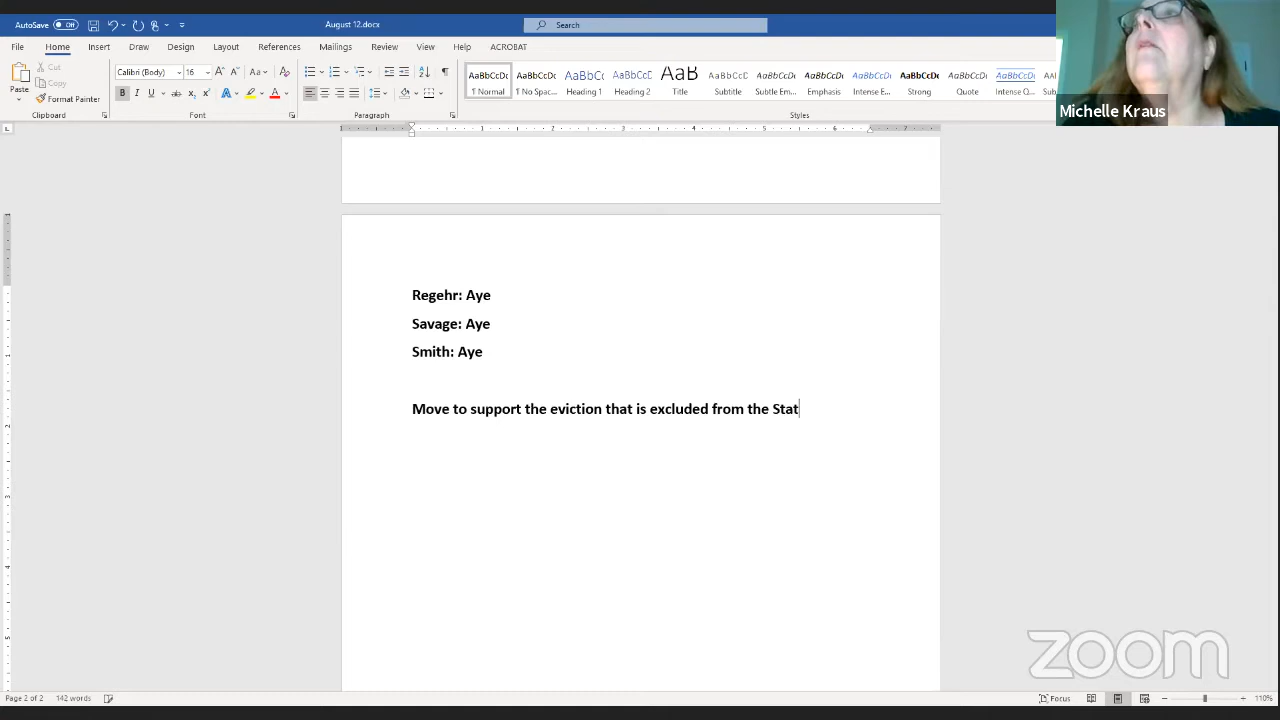 AutoSave Off August 12.docx Search
File Home Insert Draw Design Layout References Mailings Review View Help ACROBAT
Paste Cut Copy Format Painter
Calibri (Body) 16
AaBbCcDc AaBbCcDc AaBbCc AaBbCcD AaB AaBbCcD AaBbCcDc AaBbCcDc AaBbCcDc AaBbCcDc AaBbCcDc AaBbCcDc
¶ Normal ¶ No Spac... Heading 1 Heading 2 Title Subtitle Subtle Em... Emphasis Intense E... Strong Quote Intense Q...
Clipboard Font Paragraph Styles
Michelle Kraus
Regehr: Aye
Savage: Aye
Smith: Aye
Move to support the eviction that is excluded from the Stat
zoom
Page 2 of 2 142 words Focus 110%